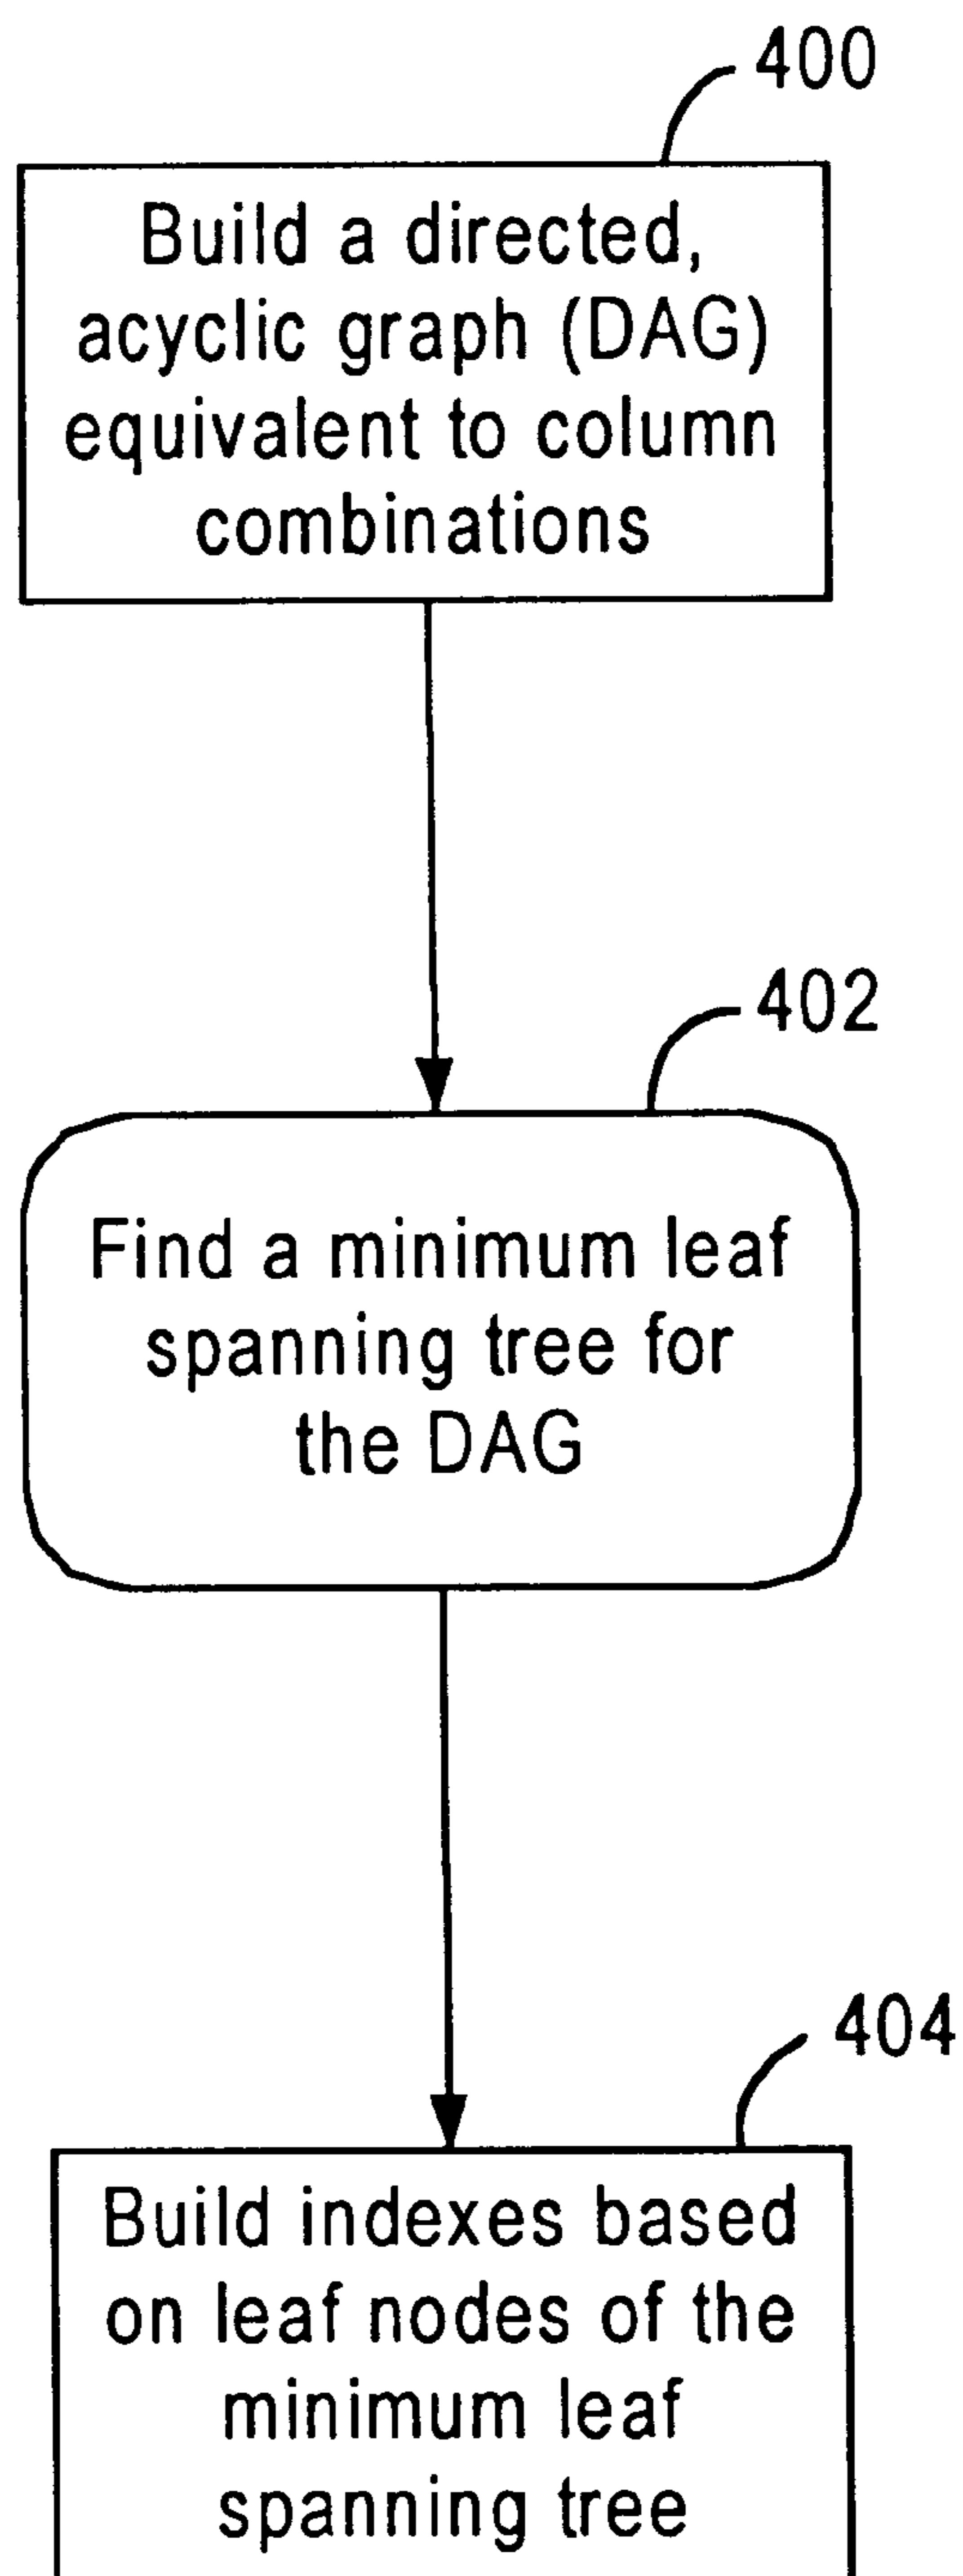 400
Build a directed,
acyclic graph (DAG)
equivalent to column
combinations
402
Find a minimum leaf
spanning tree for
the DAG
404
Build indexes based
on leaf nodes of the
minimum leaf
spanning tree